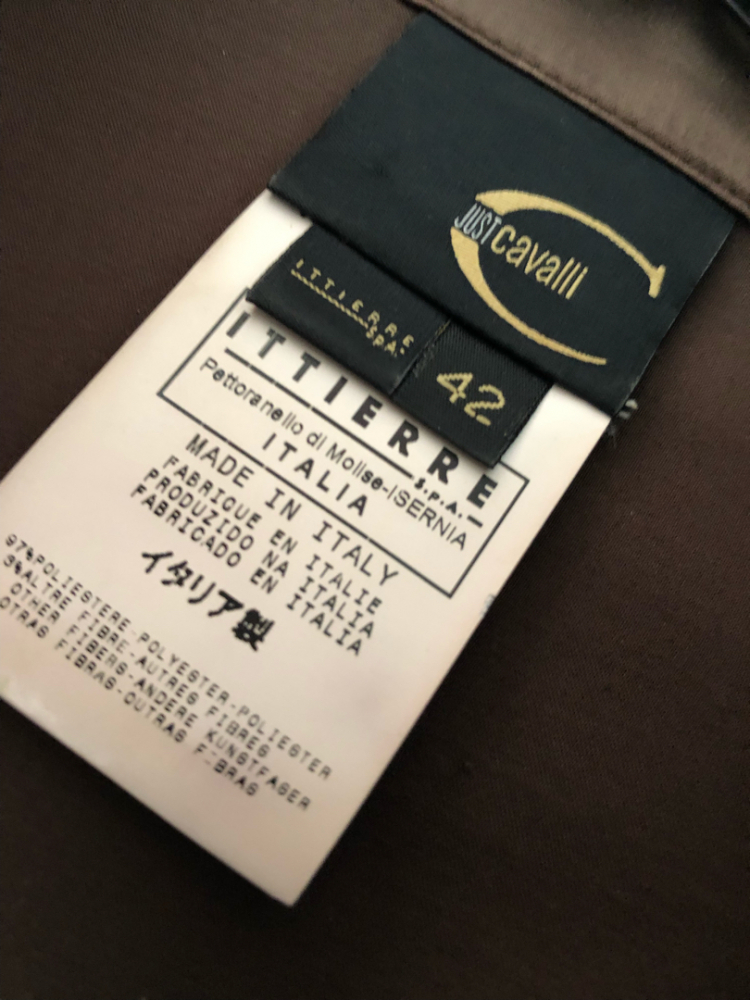 JUST cavalli
ITTIERRE
S.p.A.
42
ITTIERRE
S.P.A.
Pettoranello di Molise-ISERNIA
ITALIA
MADE IN ITALY
FABRIQUE EN ITALIE
PRODUZIDO NA ITALIA
FABRICADO EN ITALIA
イタリア製
97%POLIESTERE-POLYESTER-POLIESTER
3%ALTRE FIBRE-AUTRES FIBRES
OTHER FIBERS-ANDERE KUNSTFASER
OTRAS FIBRAS-OUTRAS FIBRAS